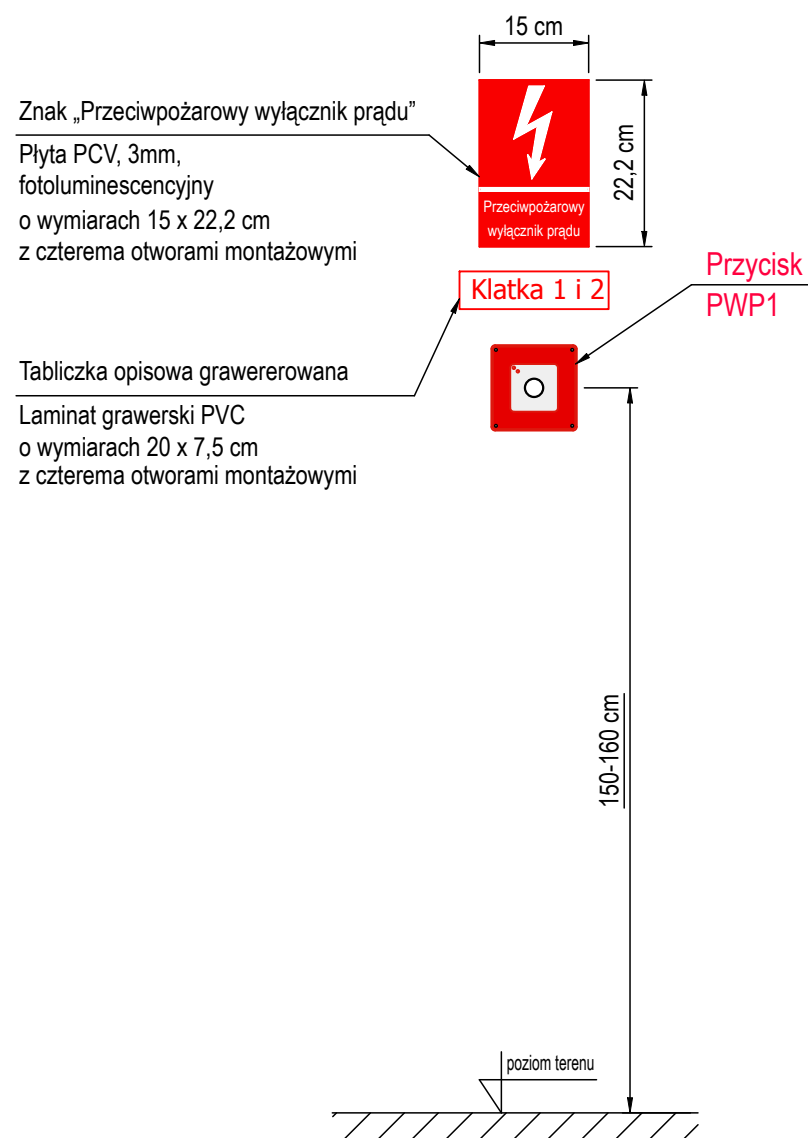 15 cm
Znak „Przeciwpożarowy wyłącznik prądu”
Płyta PCV, 3mm,
fotoluminescencyjny
o wymiarach 15 x 22,2 cm
z czterema otworami montażowymi
22,2 cm
Przeciwpożarowy
wyłącznik prądu
Klatka 1 i 2
Przycisk
PWP1
Tabliczka opisowa grawererowana
Laminat grawerski PVC
o wymiarach 20 x 7,5 cm
z czterema otworami montażowymi
150-160 cm
poziom terenu